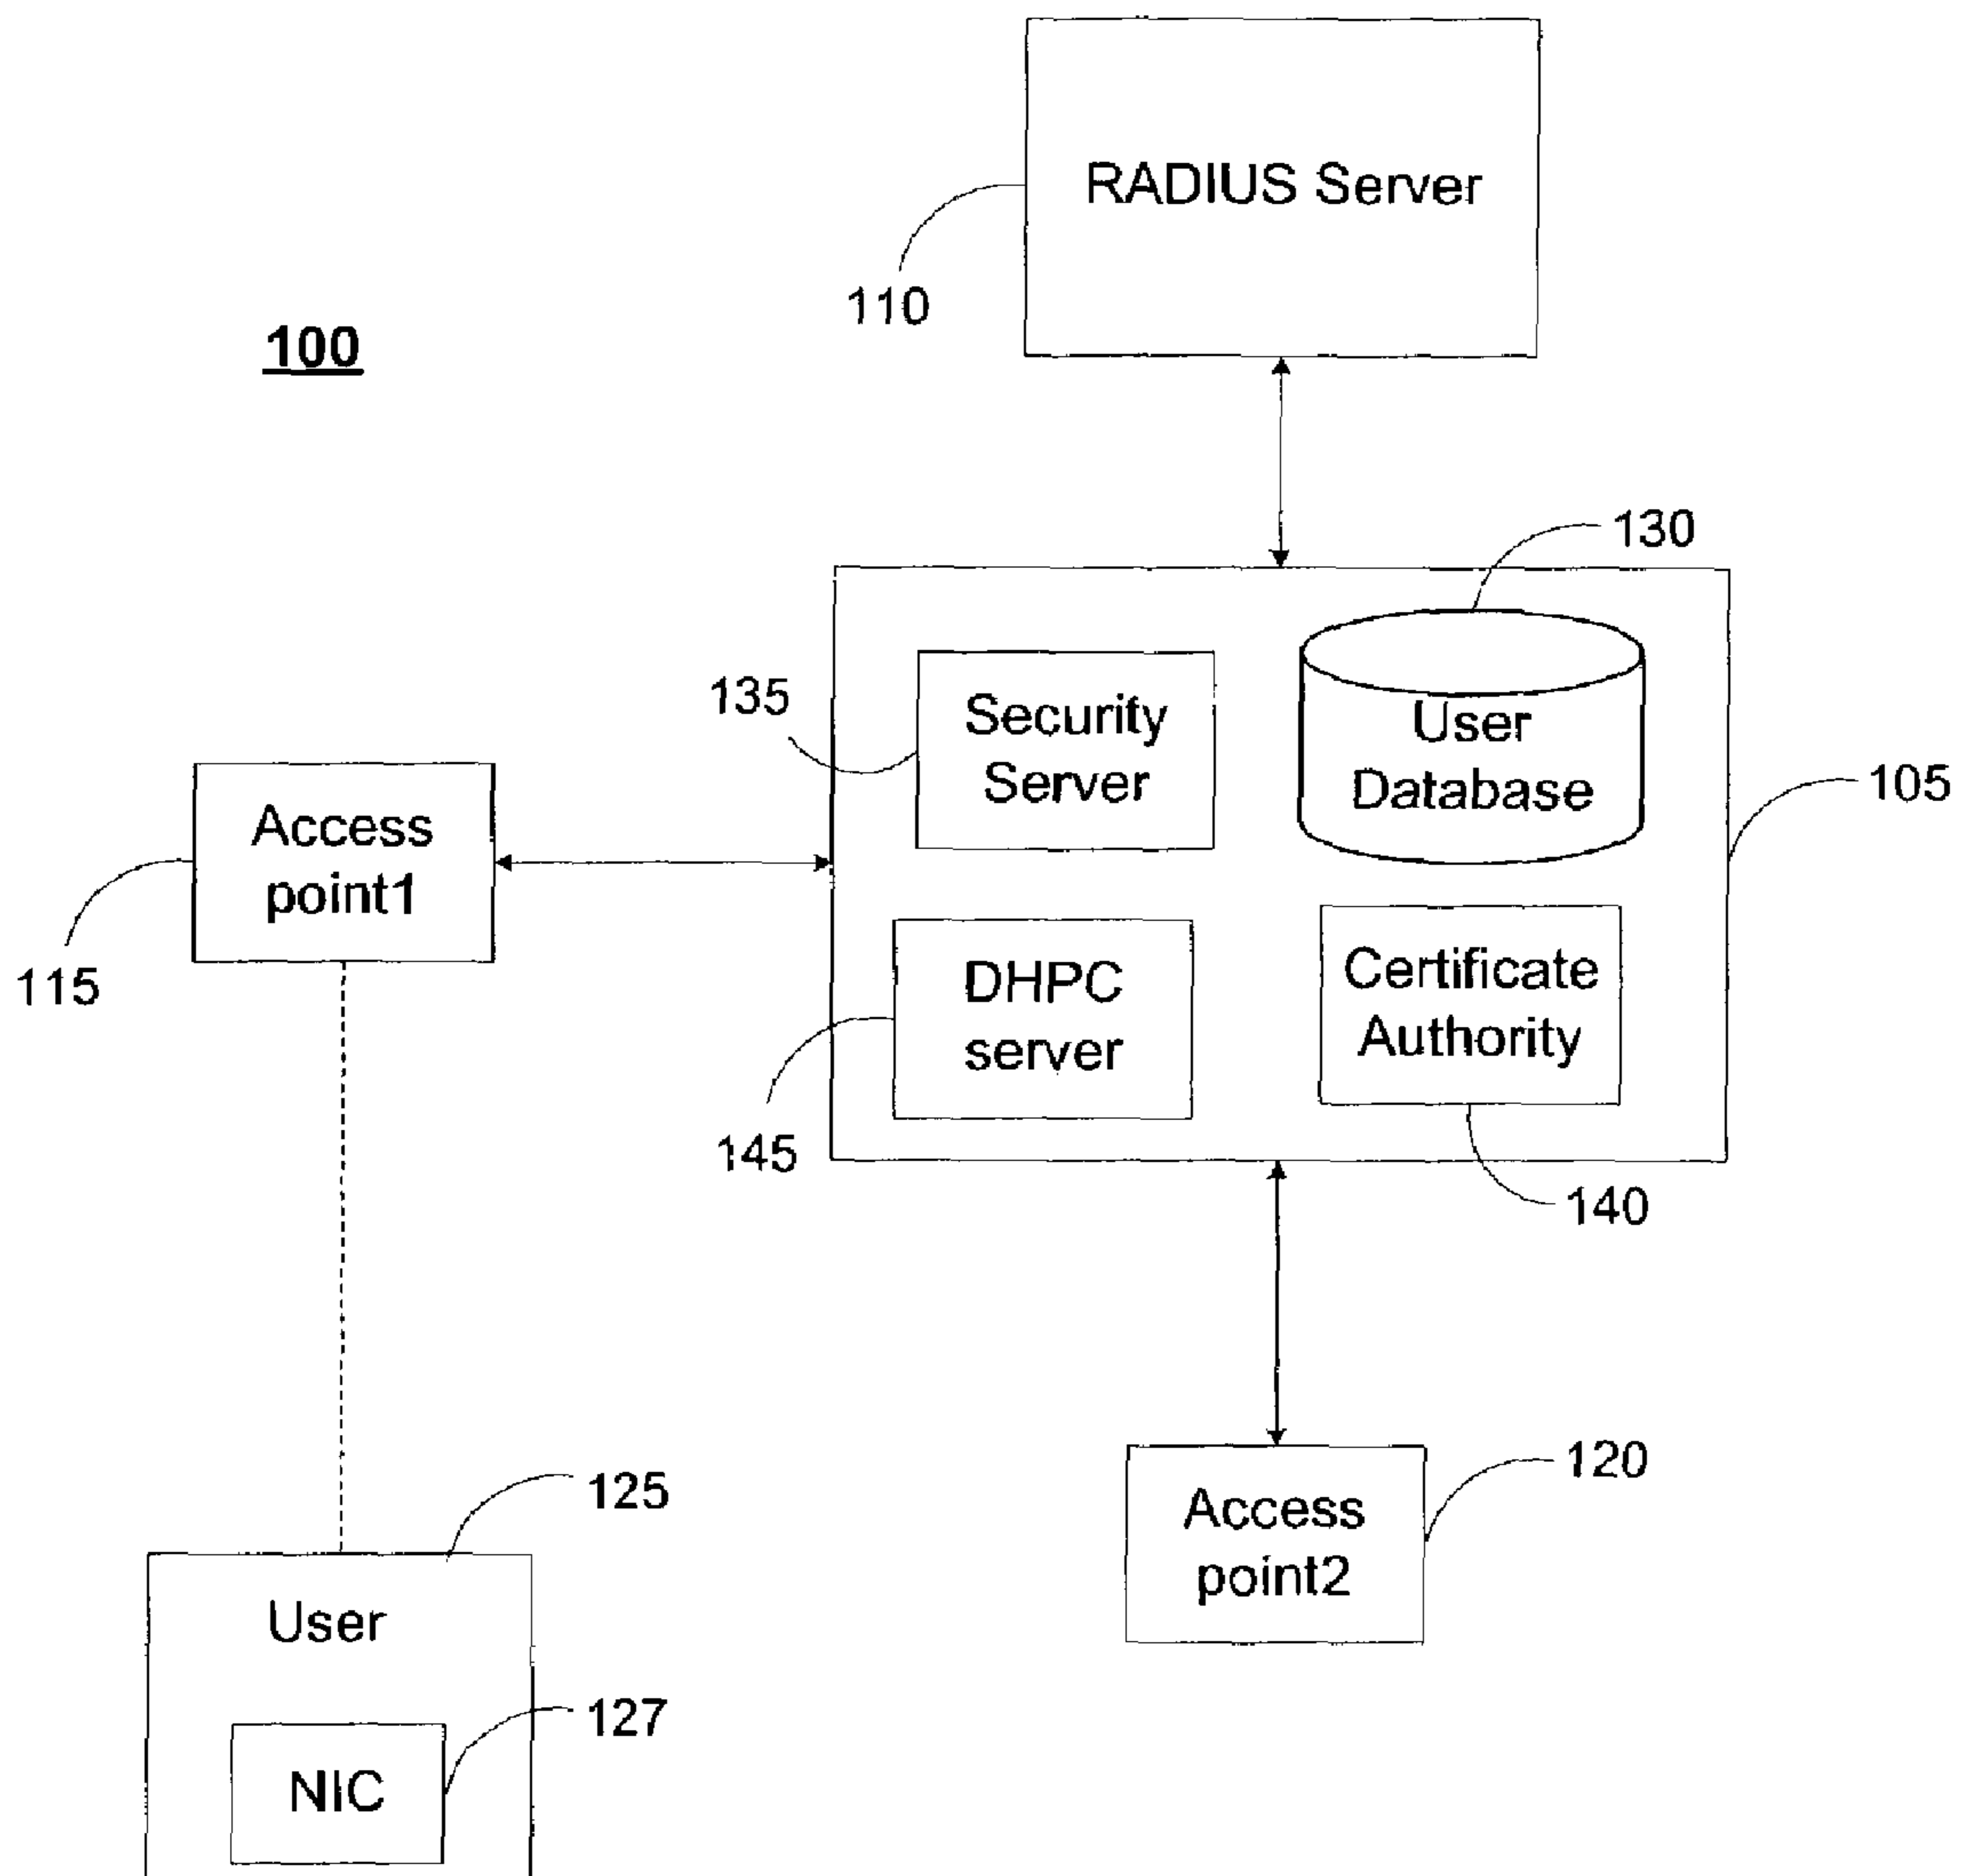 RADIUS Server
110
100
130
135
Security
Server
User
Database
105
Access
point1
115
DHPC
server
Certificate
Authority
145
140
125
120
Access
point2
User
127
NIC